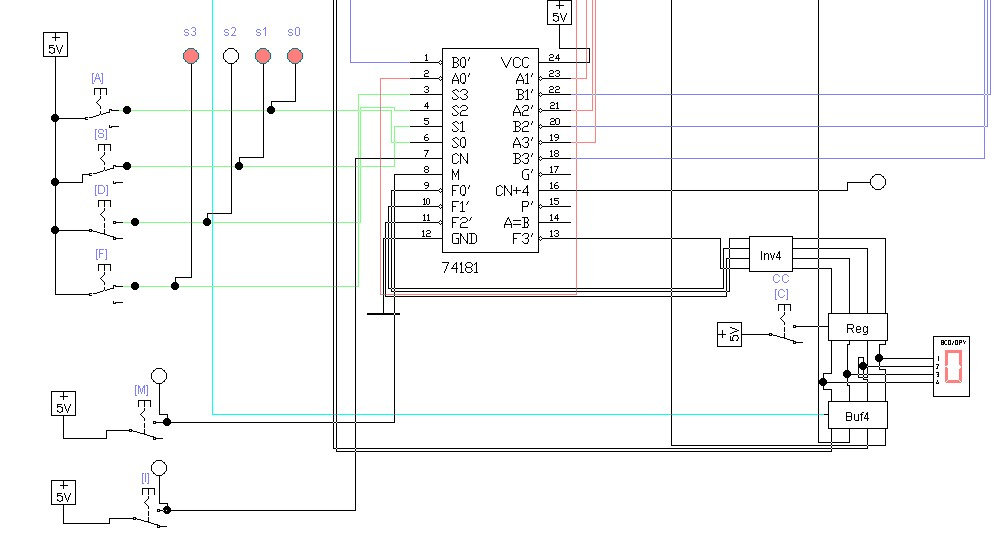 +
5V
+
5V
s3 s2 s1 s0
[A]
[S]
[D]
[F]
1 B0' VCC 24
2 A0' A1' 23
3 S3 B1' 22
4 S2 A2' 21
5 S1 B2' 20
6 S0 A3' 19
7 CN B3' 18
8 M G' 17
9 F0' CN+4 16
10 F1' P' 15
11 F2' A=B 14
12 GND F3' 13
74181
Inv4
CC
[C]
+
5V
Reg
BCD/DPY
1
2
3
4
0
Buf4
[M]
+
5V
[I]
+
5V